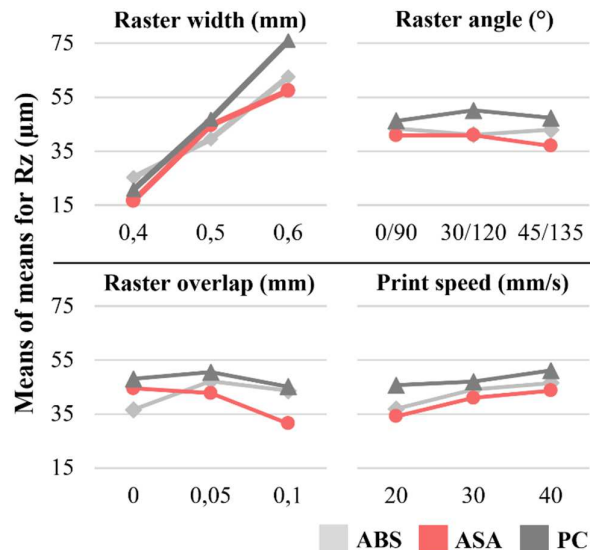 Raster width (mm)
Raster angle (°)
Means of means for Rz (µm)
75
55
35
15
0,4 0,5 0,6
0/90 30/120 45/135
Raster overlap (mm)
Print speed (mm/s)
75
55
35
15
0 0,05 0,1
20 30 40
ABS ASA PC